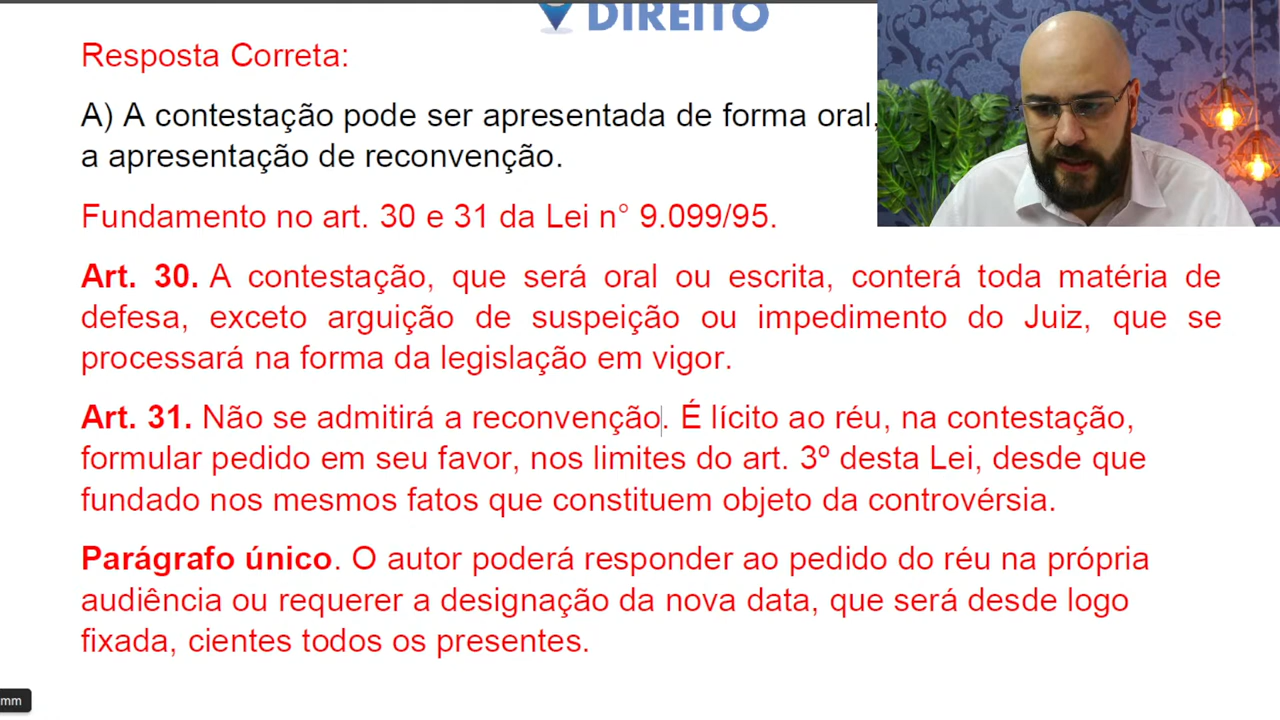 DIREITO
Resposta Correta:
A) A contestação pode ser apresentada de forma oral,
a apresentação de reconvenção.
Fundamento no art. 30 e 31 da Lei n° 9.099/95.
Art. 30. A contestação, que será oral ou escrita, conterá toda matéria de
defesa, exceto arguição de suspeição ou impedimento do Juiz, que se
processará na forma da legislação em vigor.
Art. 31. Não se admitirá a reconvenção. É lícito ao réu, na contestação,
formular pedido em seu favor, nos limites do art. 3º desta Lei, desde que
fundado nos mesmos fatos que constituem objeto da controvérsia.
Parágrafo único. O autor poderá responder ao pedido do réu na própria
audiência ou requerer a designação da nova data, que será desde logo
fixada, cientes todos os presentes.
mm